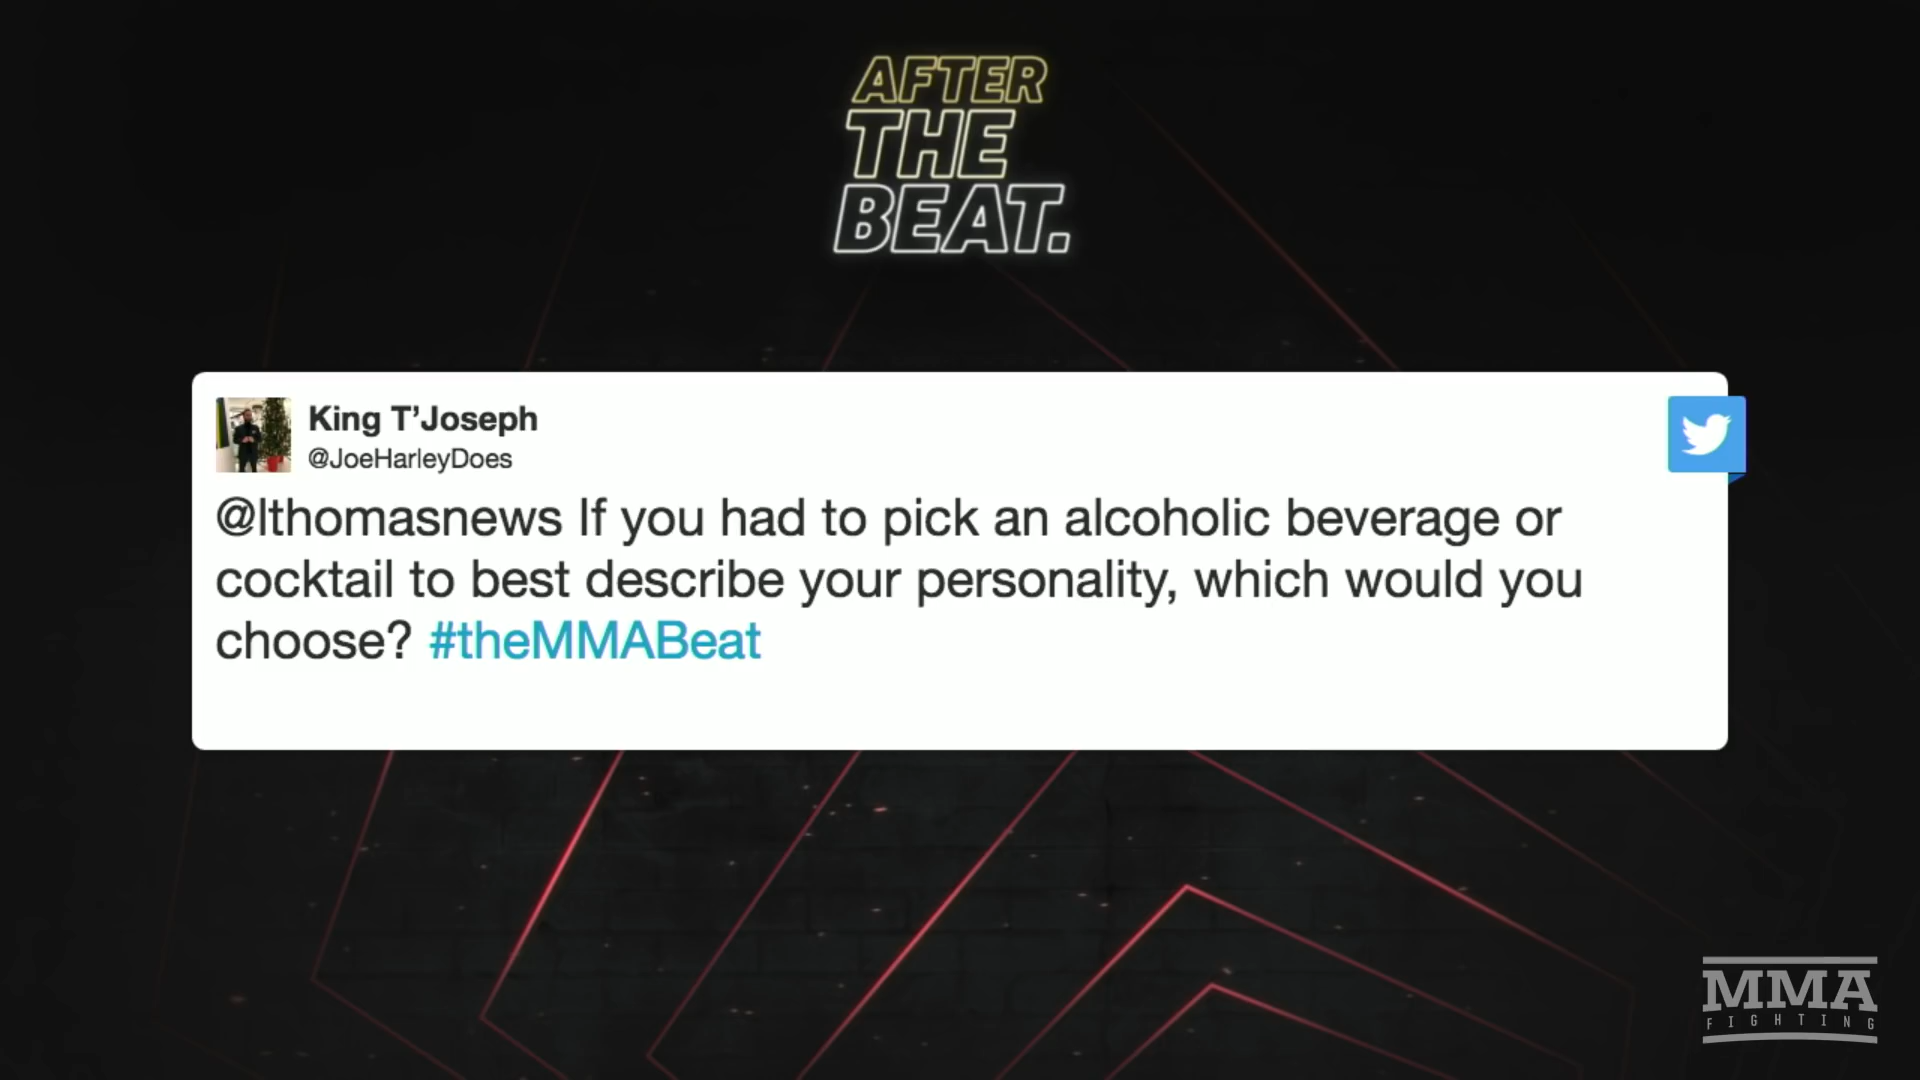 AFTER
THE
BEAT.
King T'Joseph
@JoeHarleyDoes
@lthomasnews If you had to pick an alcoholic beverage or
cocktail to best describe your personality, which would you
choose? #theMMABeat
MMA
FIGHTING